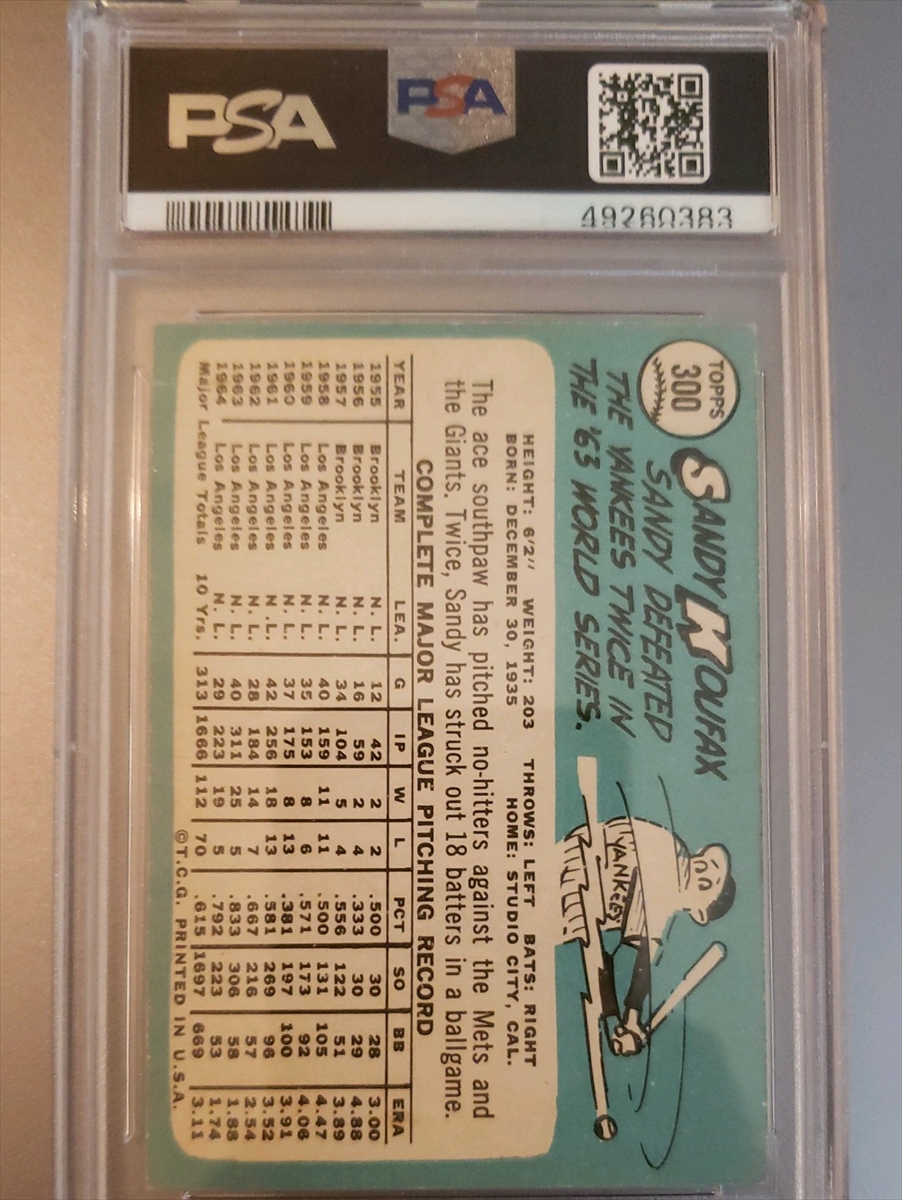 PSA
PSA
49260383
TOPPS
300
SANDY KOUFAX
SANDY DEFEATED
THE YANKEES TWICE IN
THE '63 WORLD SERIES.
YANKEES
HEIGHT: 6'2" WEIGHT: 203 THROWS: LEFT BATS: RIGHT
BORN: DECEMBER 30, 1935 HOME: STUDIO CITY, CAL.
The ace southpaw has pitched no-hitters against the Mets and
the Giants. Twice, Sandy has struck out 18 batters in a ballgame.
COMPLETE MAJOR LEAGUE PITCHING RECORD
YEAR TEAM LEA. G IP W L PCT SO BB ERA
1955 Brooklyn N. L. 12 42 2 2 .500 30 28 3.00
1956 Brooklyn N. L. 16 59 2 4 .333 30 29 4.88
1957 Brooklyn N. L. 34 104 5 4 .556 122 51 3.89
1958 Los Angeles N. L. 40 159 11 11 .500 131 105 4.47
1959 Los Angeles N. L. 35 153 8 6 .571 173 92 4.06
1960 Los Angeles N. L. 37 175 8 13 .381 197 100 3.91
1961 Los Angeles N. L. 42 256 18 13 .581 269 96 3.52
1962 Los Angeles N. L. 28 184 14 7 .667 216 57 2.54
1963 Los Angeles N. L. 40 311 25 5 .833 306 58 1.88
1964 Los Angeles N. L. 29 223 19 5 .792 223 53 1.74
Major League Totals 10 Yrs. 313 1666 112 70 .615 1697 669 3.11
©T.C.G. PRINTED IN U.S.A.